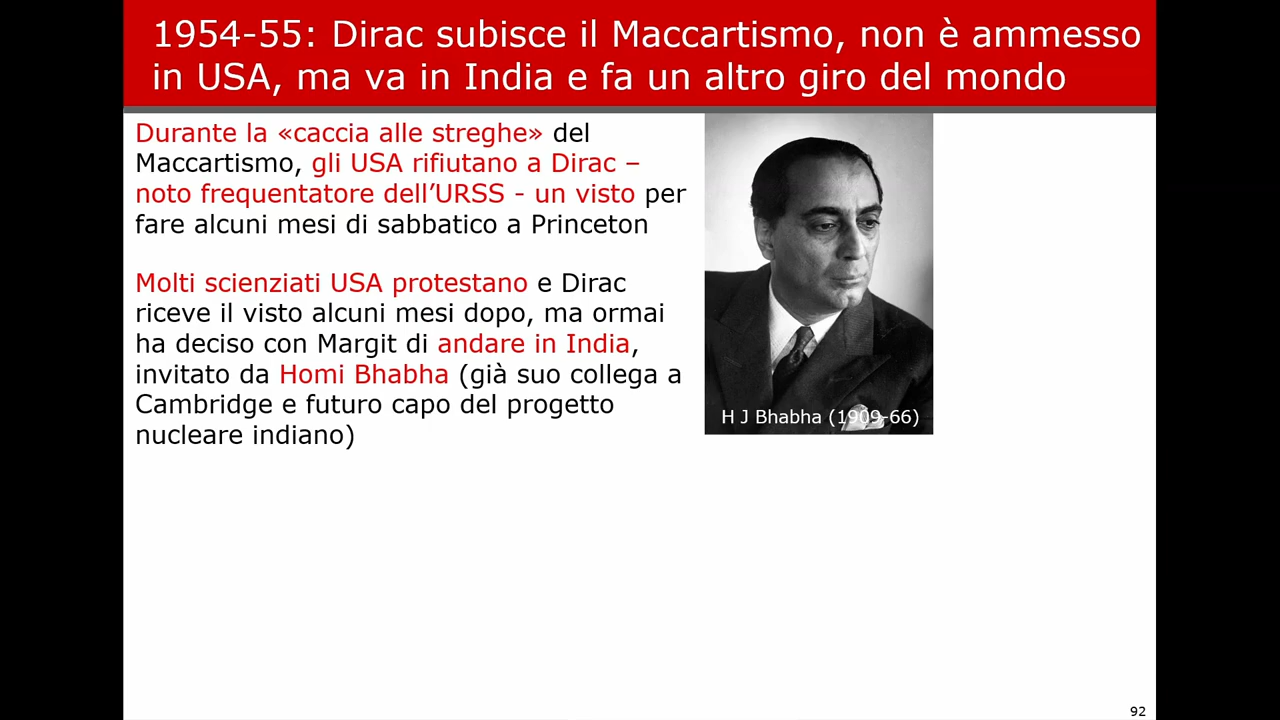 1954-55: Dirac subisce il Maccartismo, non è ammesso
in USA, ma va in India e fa un altro giro del mondo
Durante la «caccia alle streghe» del
Maccartismo, gli USA rifiutano a Dirac –
noto frequentatore dell’URSS - un visto per
fare alcuni mesi di sabbatico a Princeton
Molti scienziati USA protestano e Dirac
riceve il visto alcuni mesi dopo, ma ormai
ha deciso con Margit di andare in India,
invitato da Homi Bhabha (già suo collega a
Cambridge e futuro capo del progetto
nucleare indiano)
H J Bhabha (1909-66)
92